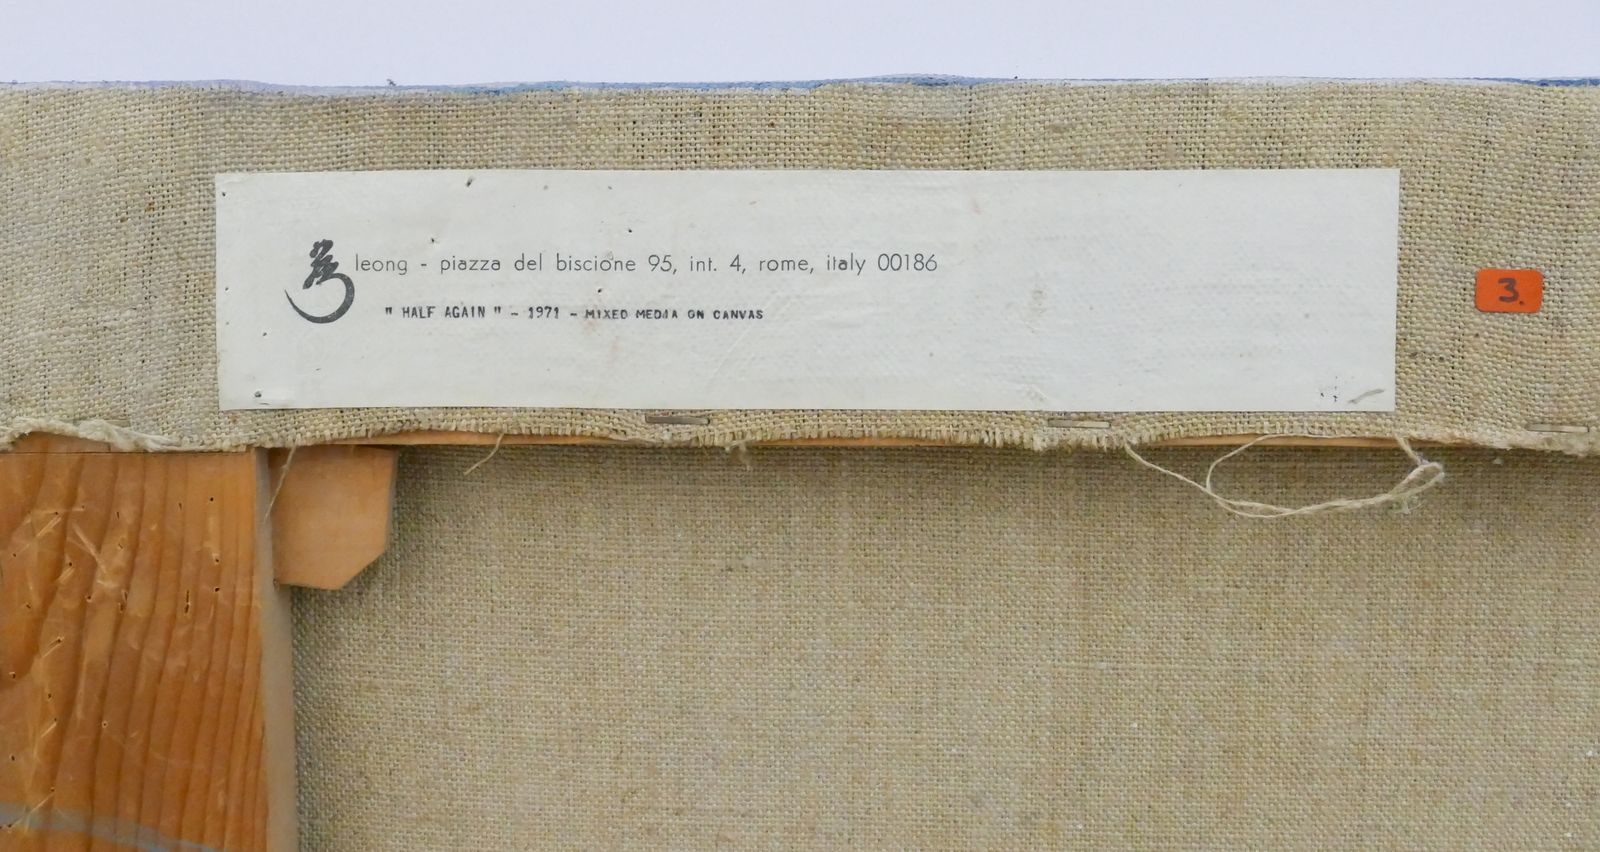 leong - piazza del biscione 95, int. 4, rome, italy 00186
" HALF AGAIN " - 1971 - MIXED MEDIA ON CANVAS
3.